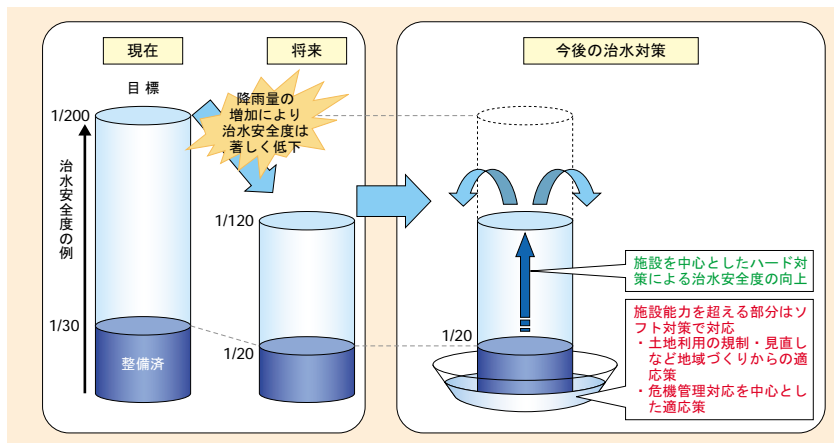 現在
将来
今後の治水対策
目 標
1/200
降雨量の
増加により
治水安全度は
著しく低下
治水安全度の例
1/120
1/30
1/20
整備済
1/20
施設を中心としたハード対
策による治水安全度の向上
施設能力を超える部分はソ
フト対策で対応
・土地利用の規制・見直し
など地域づくりからの適
応策
・危機管理対応を中心とし
た適応策